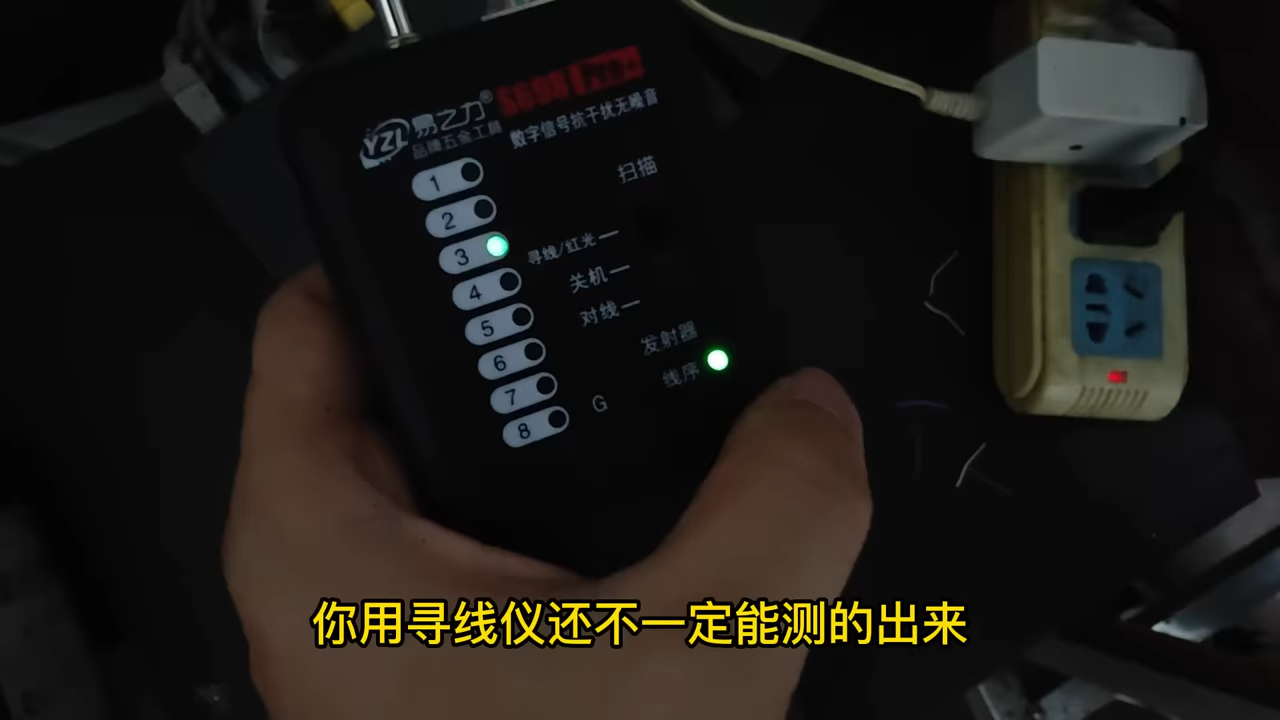 YZL 易之力®
品牌五金工具
数字信号抗干扰无噪音
扫描
1
2
3
寻线/红光
4
关机
5
对线
6
发射器
7
线序
8
G
你用寻线仪还不一定能测的出来